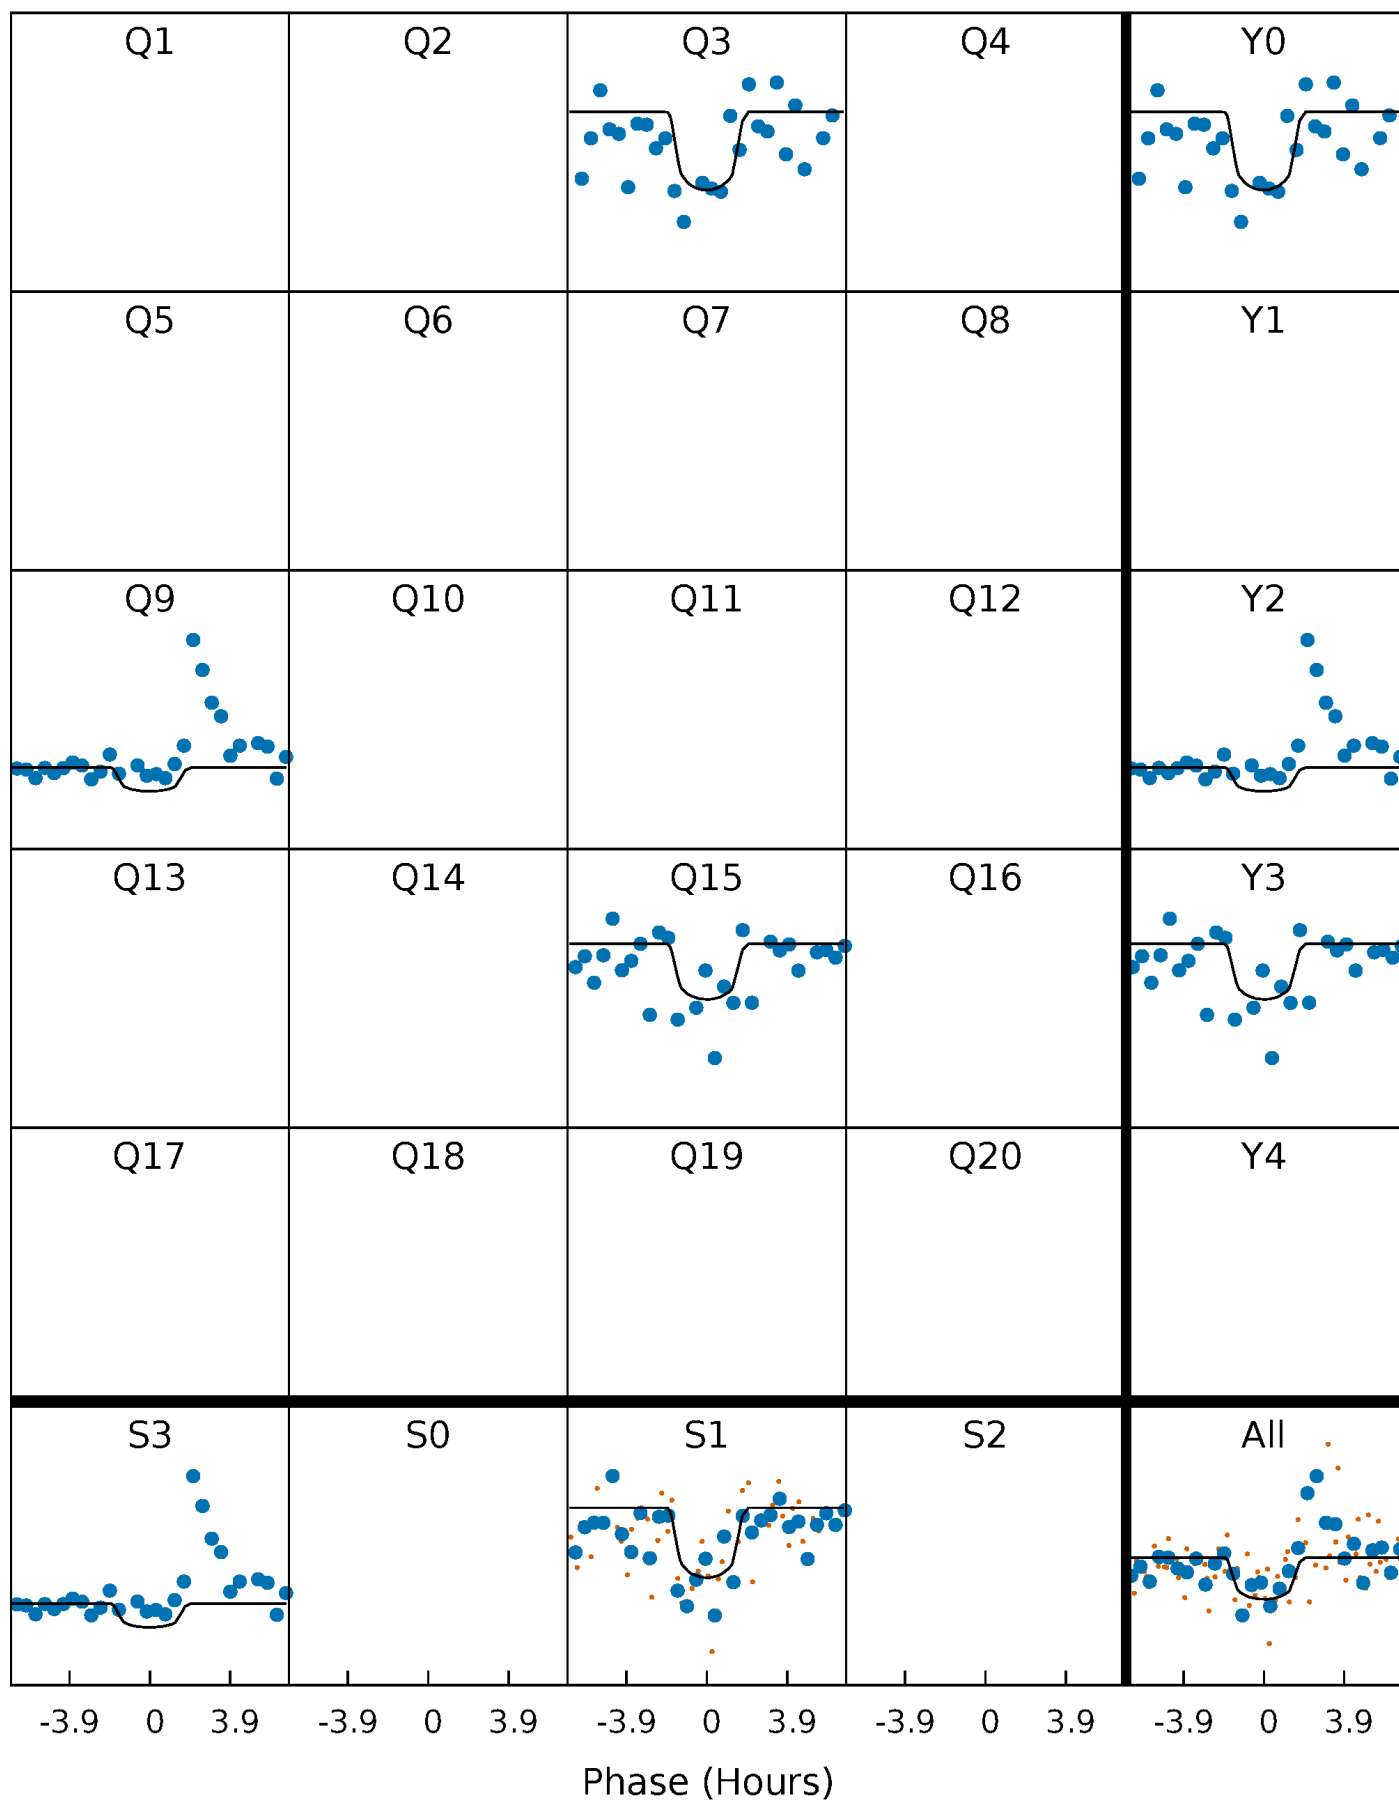 Q1 Q2 Q3 Q4 Y0
Q5 Q6 Q7 Q8 Y1
Q9 Q10 Q11 Q12 Y2
Q13 Q14 Q15 Q16 Y3
Q17 Q18 Q19 Q20 Y4
S3 S0 S1 S2 All
-3.9 0 3.9 -3.9 0 3.9 -3.9 0 3.9 -3.9 0 3.9 -3.9 0 3.9
Phase (Hours)